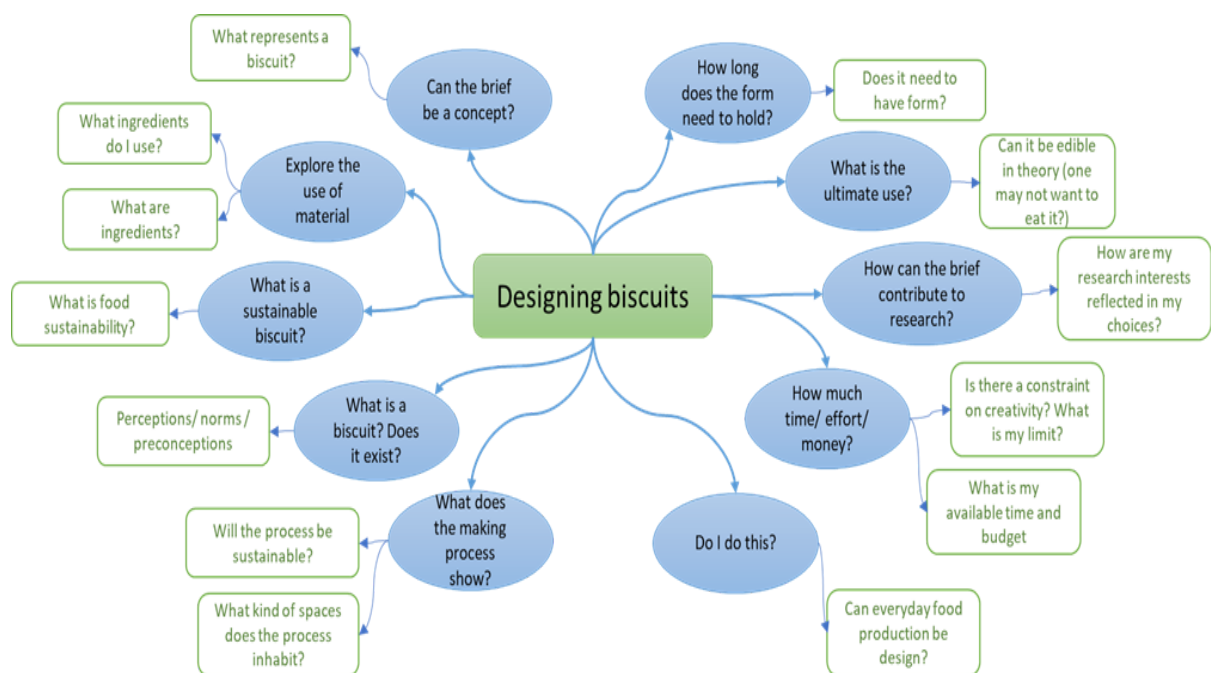 What represents a
biscuit?
Can the brief
be a concept?
How long
does the form
need to hold?
Does it need to
have form?
What ingredients
do I use?
Explore the
use of
material
What are
ingredients?
What is the
ultimate use?
Can it be edible
in theory (one
may not want to
eat it?)
What is food
sustainability?
What is a
sustainable
biscuit?
Designing biscuits
How can the brief
contribute to
research?
How are my
research interests
reflected in my
choices?
Perceptions/ norms /
preconceptions
What is a
biscuit? Does
it exist?
How much
time/ effort/
money?
Is there a constraint
on creativity? What
is my limit?
What is my
available time and
budget
Will the process be
sustainable?
What does
the making
process
show?
What kind of spaces
does the process
inhabit?
Do I do this?
Can everyday food
production be
design?